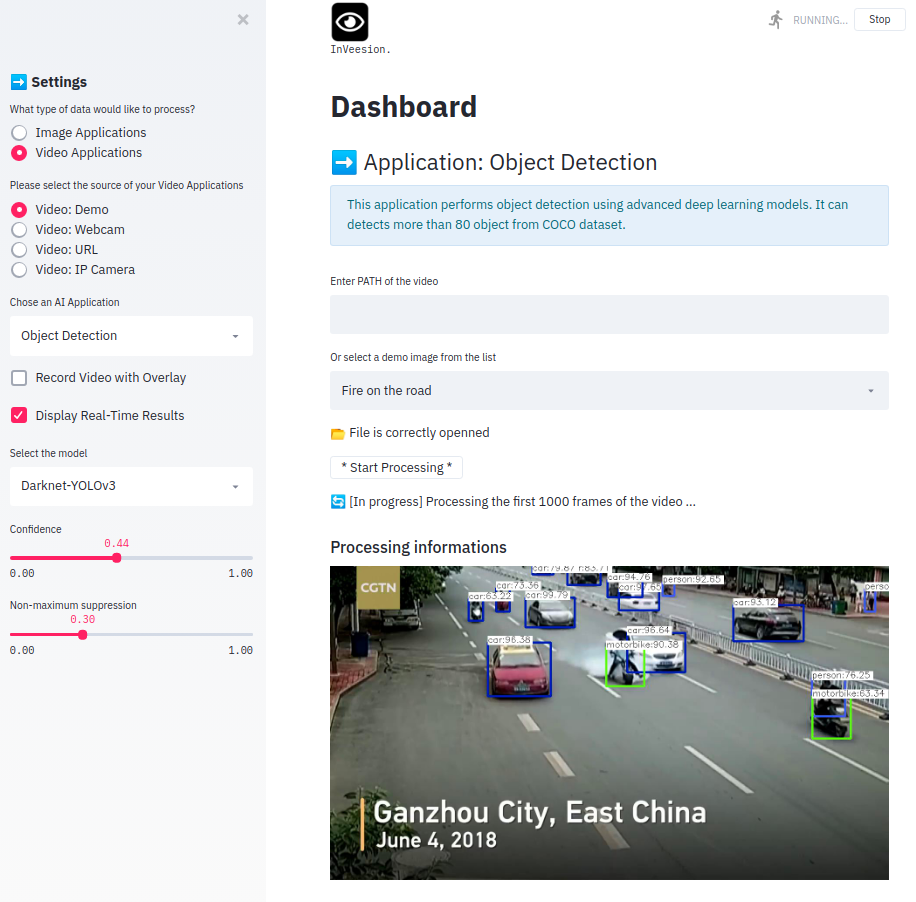 ×
Settings
What type of data would like to process?
Image Applications
Video Applications
Please select the source of your Video Applications
Video: Demo
Video: Webcam
Video: URL
Video: IP Camera
Chose an AI Application
Object Detection
Record Video with Overlay
Display Real-Time Results
Select the model
Darknet-YOLOv3
Confidence
0.44
0.00 1.00
Non-maximum suppression
0.30
0.00 1.00
InVeesion.
RUNNING... Stop
Dashboard
Application: Object Detection
This application performs object detection using advanced deep learning models. It can
detects more than 80 object from COCO dataset.
Enter PATH of the video
Or select a demo image from the list
Fire on the road
File is correctly openned
* Start Processing *
[In progress] Processing the first 1000 frames of the video ...
Processing informations
CGTN
car:79.87
car:94.76
person:92.65
car:73.36
car:63.22
car:99.79
car:93.12
car:96.64
car:96.38
motorbike:90.38
person:76.25
motorbike:63.34
Ganzhou City, East China
June 4, 2018